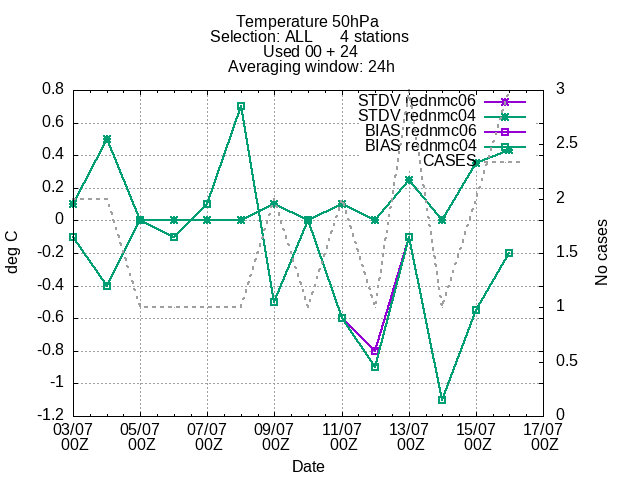 Temperature 50hPa
Selection: ALL 4 stations
Used 00 + 24
Averaging window: 24h
STDV rednmc06
STDV rednmc04
BIAS rednmc06
BIAS rednmc04
CASES
deg C
0.8
0.6
0.4
0.2
0
-0.2
-0.4
-0.6
-0.8
-1
-1.2
3
2.5
2
1.5
1
0.5
0
No cases
03/07 05/07 07/07 09/07 11/07 13/07 15/07 17/07
00Z 00Z 00Z 00Z 00Z 00Z 00Z 00Z
Date